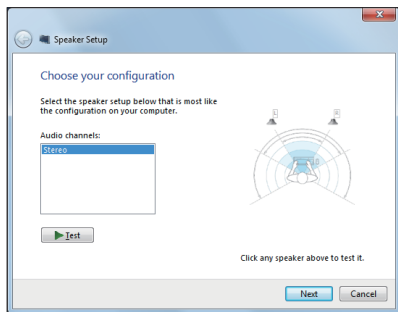 Speaker Setup
Choose your configuration
Select the speaker setup below that is most like
the configuration on your computer.
Audio channels:
Stereo
L
R
Test
Click any speaker above to test it.
Next
Cancel